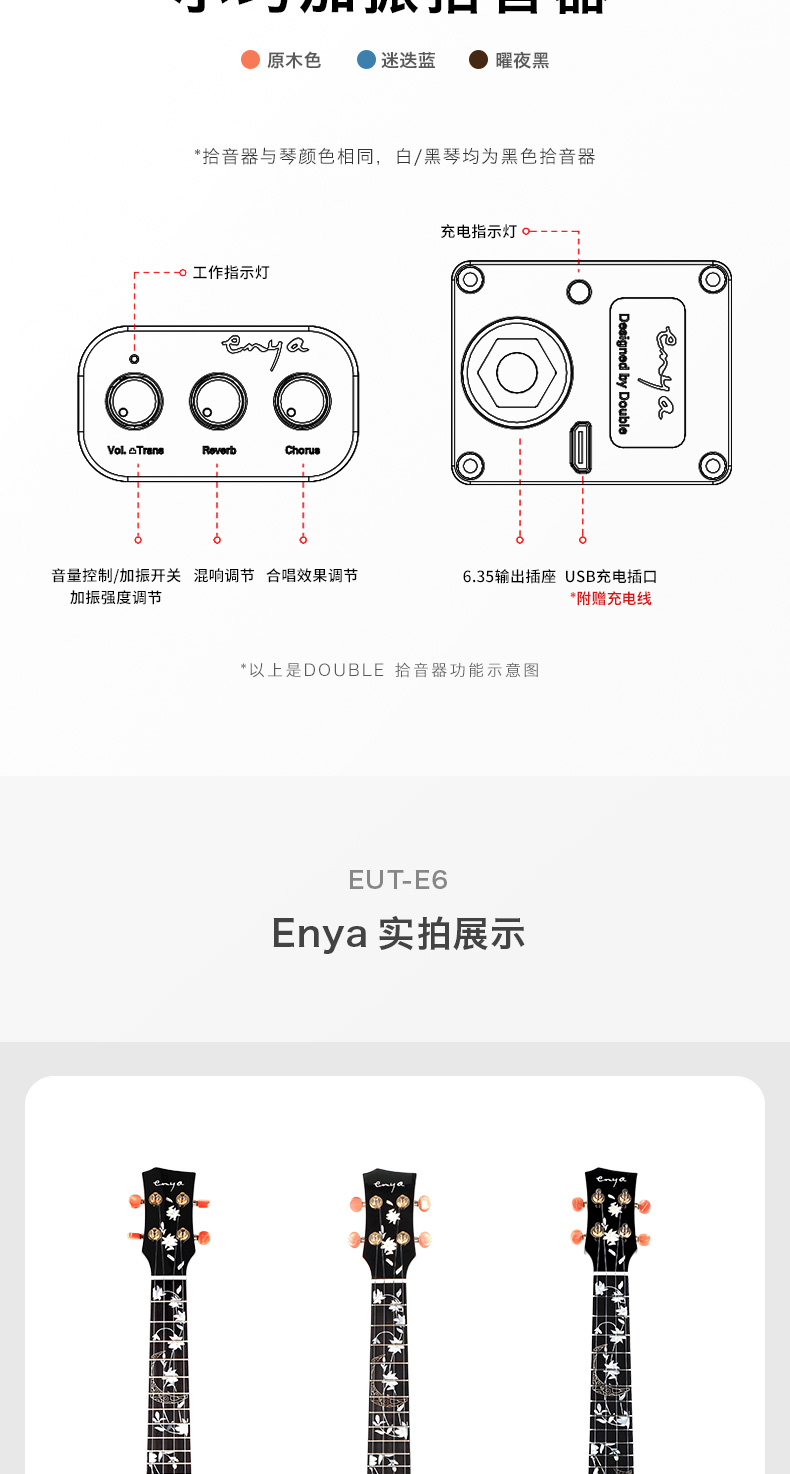 加振拾音器
原木色
迷迭蓝
曜夜黑
*拾音器与琴颜色相同，白/黑琴均为黑色拾音器
充电指示灯
工作指示灯
enya
Vol. Trans
Reverb
Chorus
enya
Designed by Double
音量控制/加振开关
加振强度调节
混响调节
合唱效果调节
6.35输出插座
USB充电插口
*附赠充电线
*以上是DOUBLE 拾音器功能示意图
EUT-E6
Enya 实拍展示
enya
enya
enya